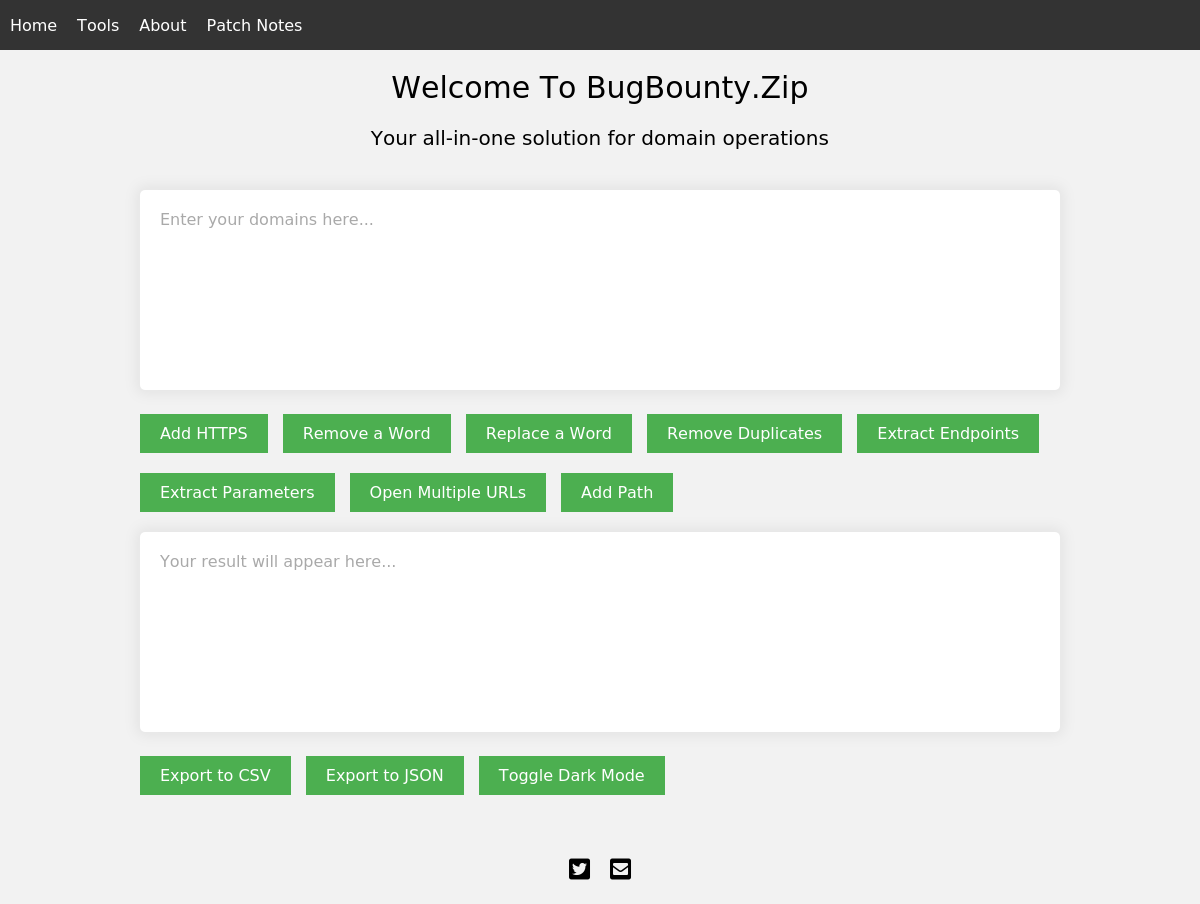 Home Tools About Patch Notes
Welcome To BugBounty.Zip
Your all-in-one solution for domain operations
Enter your domains here...
Add HTTPS Remove a Word Replace a Word Remove Duplicates Extract Endpoints
Extract Parameters Open Multiple URLs Add Path
Your result will appear here...
Export to CSV Export to JSON Toggle Dark Mode